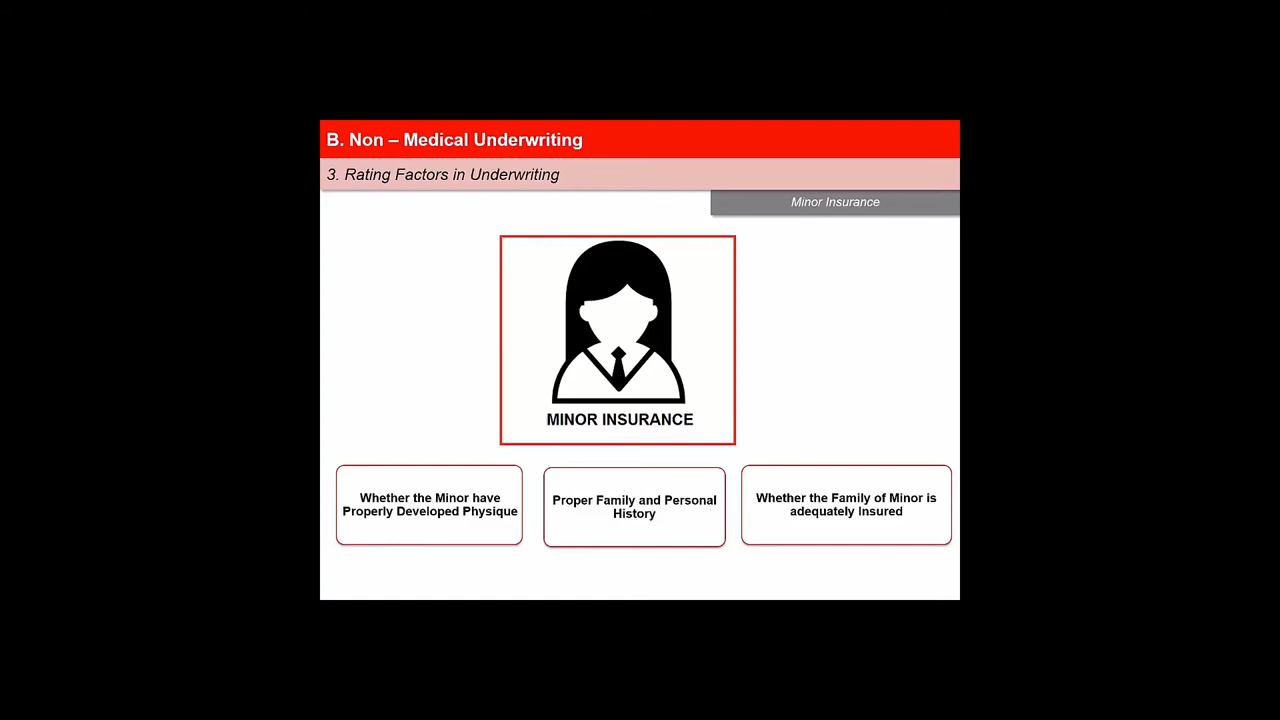 B. Non – Medical Underwriting
3. Rating Factors in Underwriting
Minor Insurance
MINOR INSURANCE
Whether the Minor have
Properly Developed Physique
Proper Family and Personal
History
Whether the Family of Minor is
adequately Insured